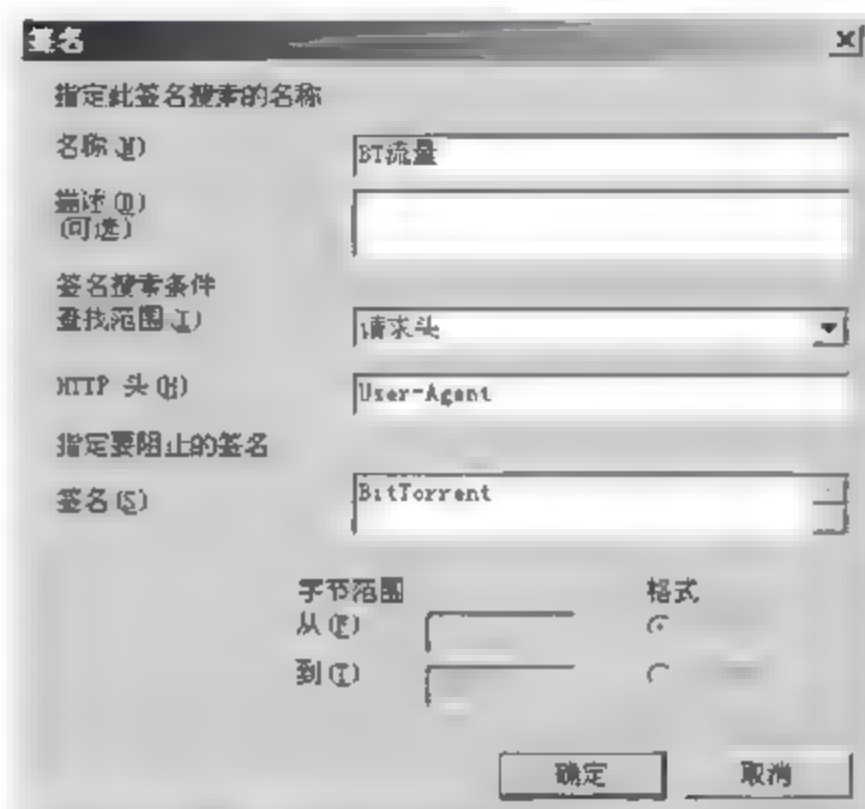 签名
指定此签名搜索的名称
名称(N)
BT流量
描述(D)
(可选)
签名搜索条件
查找范围(I)
请求头
HTTP 头(H)
User-Agent
指定要阻止的签名
签名(S)
BitTorrent
字节范围
格式
从(F)
到(T)
确定
取消